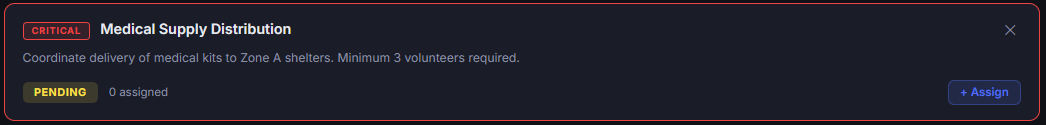 CRITICAL Medical Supply Distribution
Coordinate delivery of medical kits to Zone A shelters. Minimum 3 volunteers required.
PENDING 0 assigned + Assign